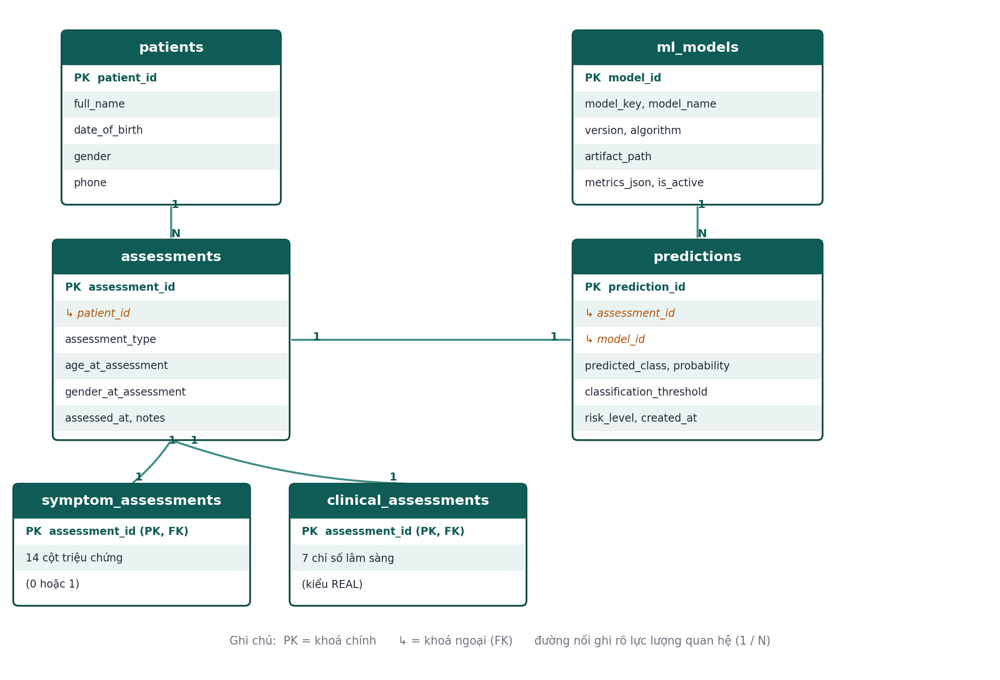 patients
PK  patient_id
full_name
date_of_birth
gender
phone
1
N
ml_models
PK  model_id
model_key, model_name
version, algorithm
artifact_path
metrics_json, is_active
1
N
assessments
PK  assessment_id
↳ patient_id
assessment_type
age_at_assessment
gender_at_assessment
assessed_at, notes
1
1
predictions
PK  prediction_id
↳ assessment_id
↳ model_id
predicted_class, probability
classification_threshold
risk_level, created_at
1 1
1
1
symptom_assessments
PK  assessment_id (PK, FK)
14 cột triệu chứng
(0 hoặc 1)
clinical_assessments
PK  assessment_id (PK, FK)
7 chỉ số lâm sàng
(kiểu REAL)
Ghi chú:  PK = khoá chính      ↳ = khoá ngoại (FK)      đường nối ghi rõ lực lượng quan hệ (1 / N)